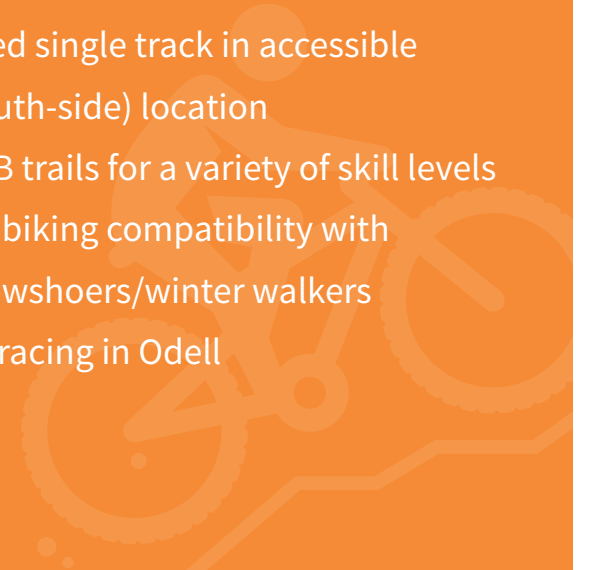 ed single track in accessible
uth-side) location
B trails for a variety of skill levels
biking compatibility with
wshoers/winter walkers
racing in Odell